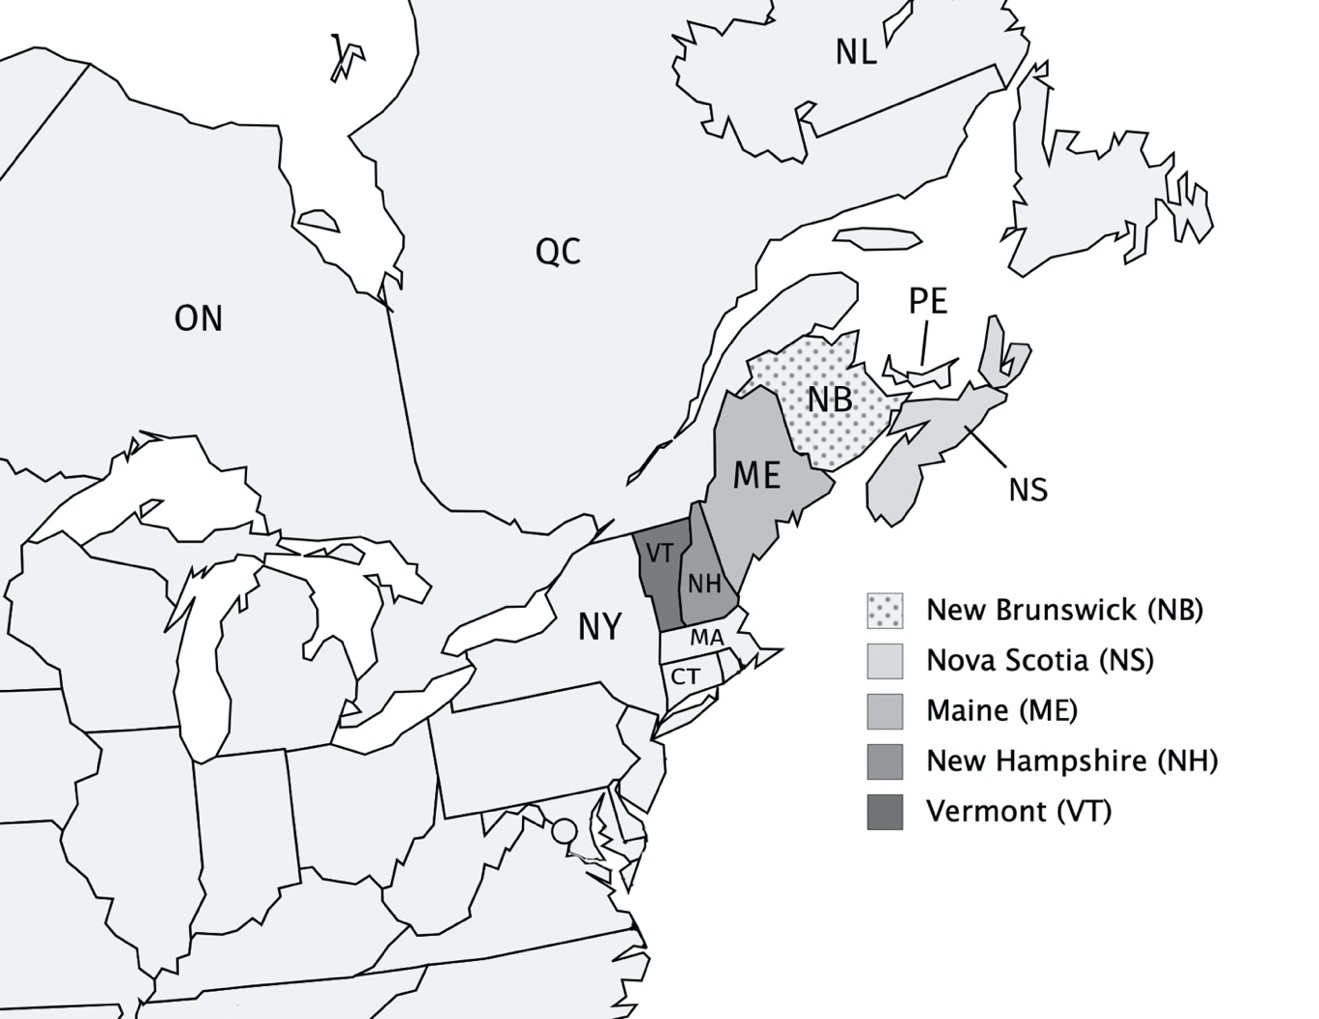 NL
QC
PE
ON
NB
ME
NS
VT
NH
NY
MA
CT
New Brunswick (NB)
Nova Scotia (NS)
Maine (ME)
New Hampshire (NH)
Vermont (VT)